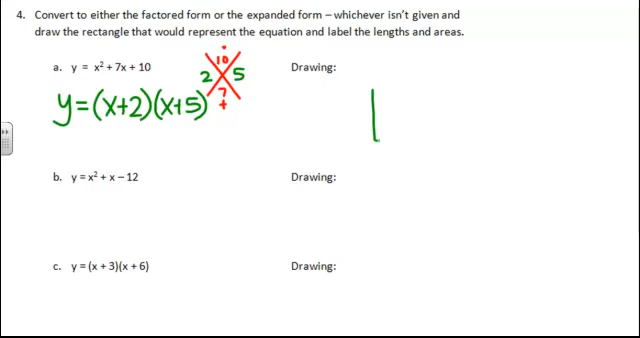 4. Convert to either the factored form or the expanded form – whichever isn't given and
draw the rectangle that would represent the equation and label the lengths and areas.
a. y = x² + 7x + 10
Drawing:
10
2 5
7
+
y=(x+2)(x+5)
b. y = x² + x – 12
Drawing:
c. y = (x + 3)(x + 6)
Drawing: